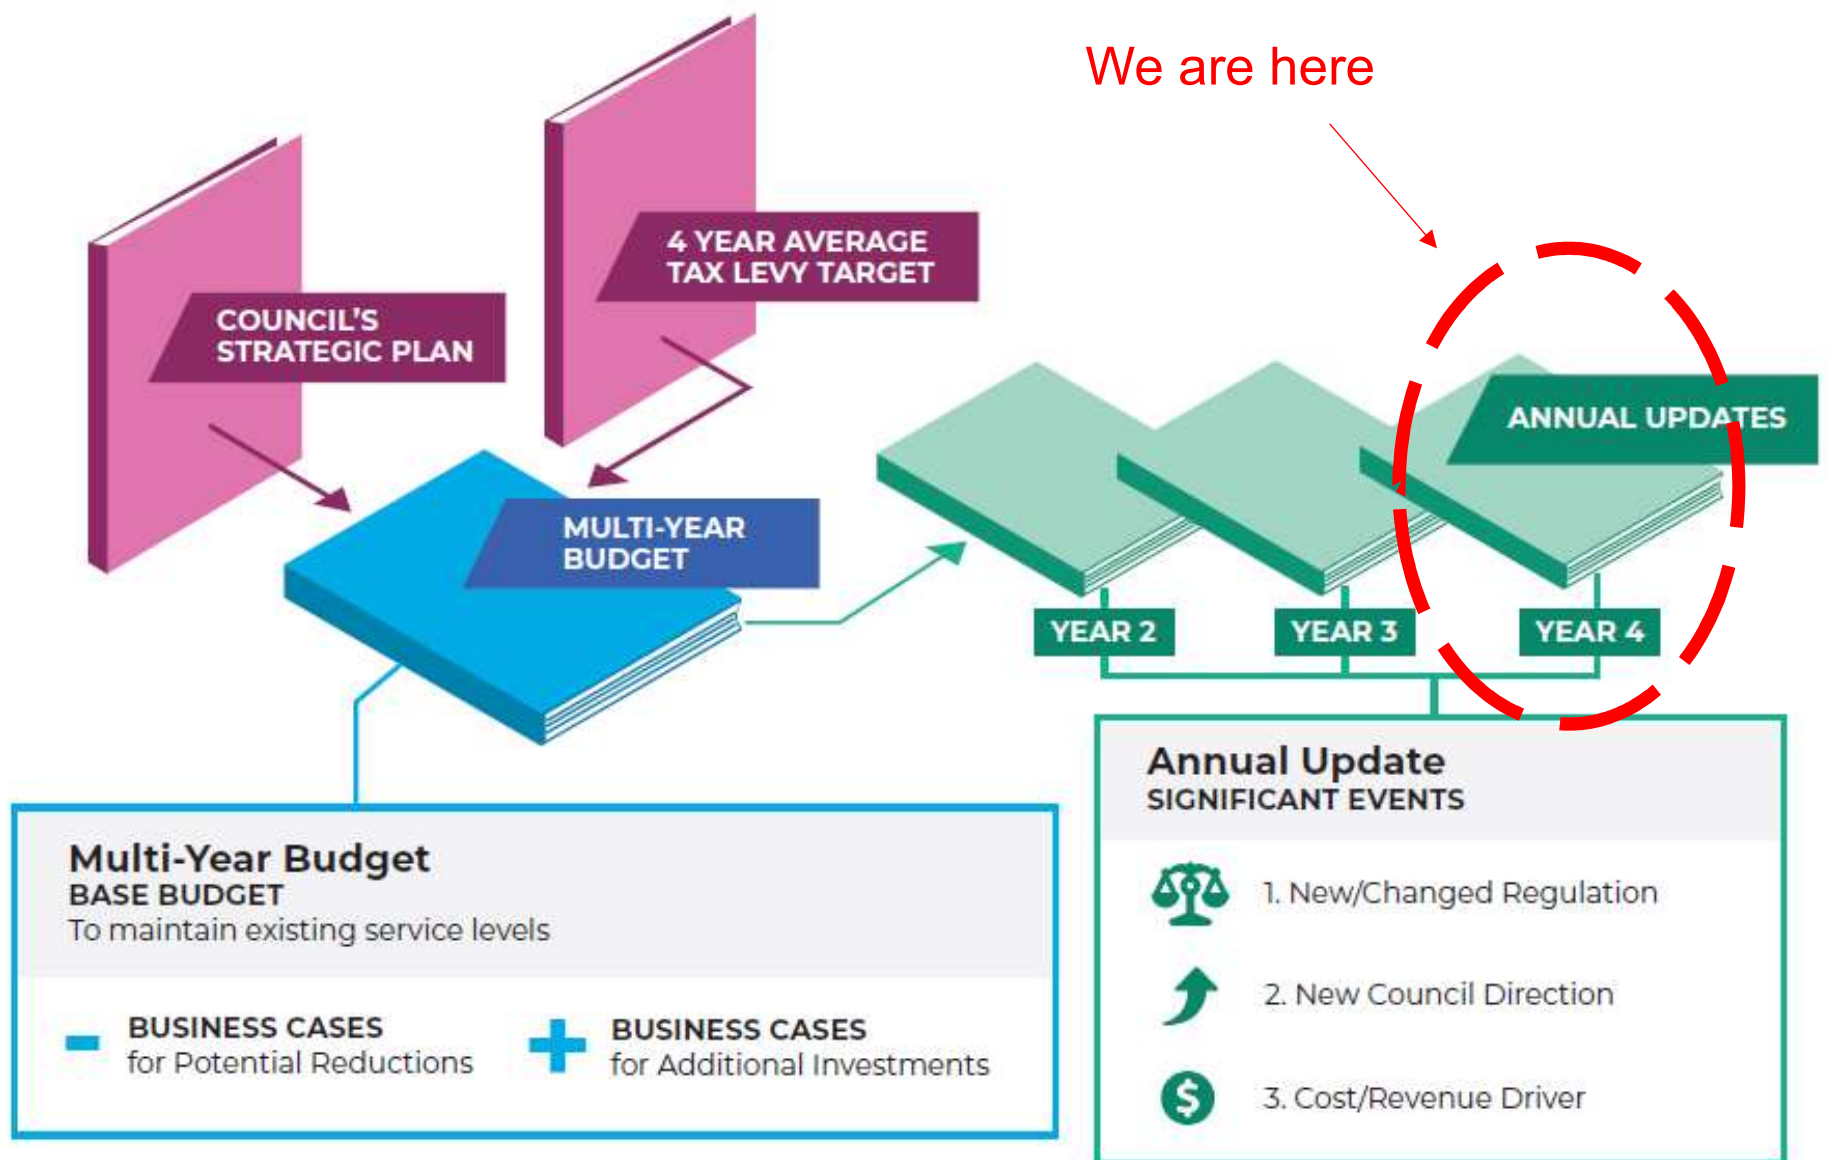 We are here
4 YEAR AVERAGE
TAX LEVY TARGET
COUNCIL'S
STRATEGIC PLAN
ANNUAL UPDATES
MULTI-YEAR
BUDGET
YEAR 2
YEAR 3
YEAR 4
Multi-Year Budget
BASE BUDGET
To maintain existing service levels
BUSINESS CASES
for Potential Reductions
BUSINESS CASES
for Additional Investments
Annual Update
SIGNIFICANT EVENTS
1. New/Changed Regulation
2. New Council Direction
3. Cost/Revenue Driver